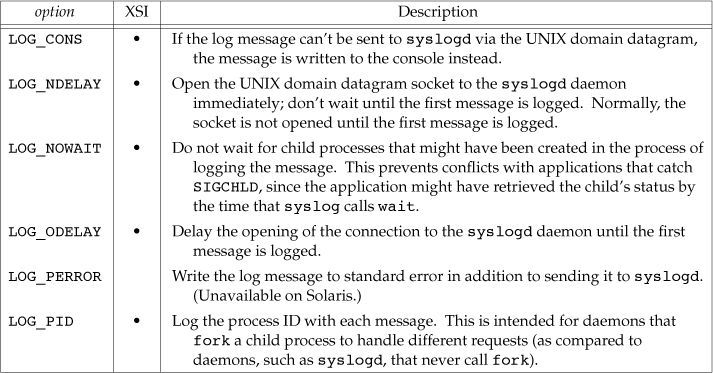 option XSI Description
LOG_CONS • If the log message can't be sent to syslogd via the UNIX domain datagram,
the message is written to the console instead.
LOG_NDELAY • Open the UNIX domain datagram socket to the syslogd daemon
immediately; don't wait until the first message is logged. Normally, the
socket is not opened until the first message is logged.
LOG_NOWAIT • Do not wait for child processes that might have been created in the process of
logging the message. This prevents conflicts with applications that catch
SIGCHLD, since the application might have retrieved the child's status by
the time that syslog calls wait.
LOG_ODELAY • Delay the opening of the connection to the syslogd daemon until the first
message is logged.
LOG_PERROR Write the log message to standard error in addition to sending it to syslogd.
(Unavailable on Solaris.)
LOG_PID • Log the process ID with each message. This is intended for daemons that
fork a child process to handle different requests (as compared to
daemons, such as syslogd, that never call fork).